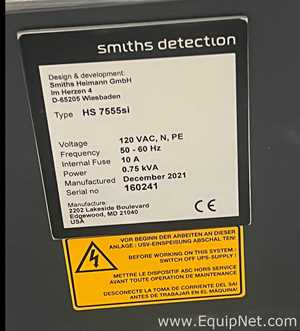 smiths detection
Design & development:
Smiths Heimann GmbH
Im Herzen 4
D-65205 Wiesbaden
Type HS 7555si
Voltage 120 VAC, N, PE
Frequency 50 - 60 Hz
Internal Fuse 10 A
Power 0.75 kVA
Manufactured December 2021
Serial no 160241
Manufacture:
2202 Lakeside Boulevard
Edgewood, MD 21040
USA
CE
VOR BEGINN DER ARBEITEN AN DIESER
ANLAGE : USV-EINSPEISUNG ABSCHALTEN!
BEFORE WORKING ON THIS SYSTEM
SWITCH OFF UPS-SUPPLY !
METTRE LE DISPOSITIF ASC HORS SERVICE
AVANT TOUTE OPERATION DE MAINTENANCE
DESCONECTE LA TOMA DE CORRIENTE DEL SAI
ANTES DE TRABAJAR EN EL MAQUINA!
Copyright © EquipNet.com